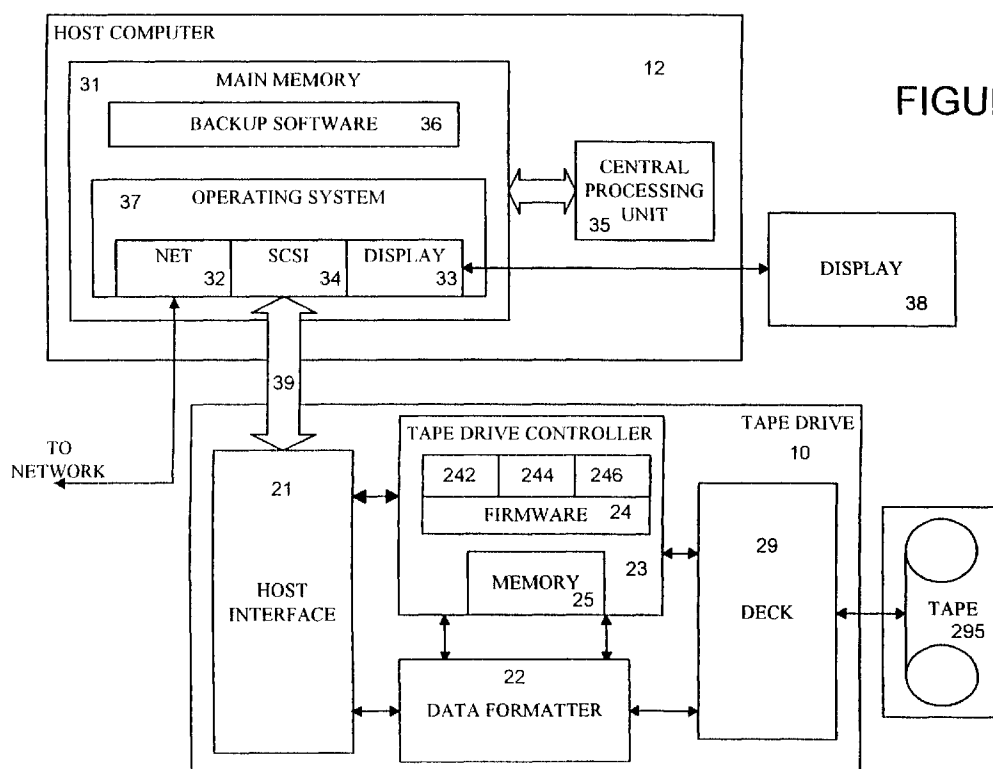 HOST COMPUTER
12
31 MAIN MEMORY
BACKUP SOFTWARE 36
37 OPERATING SYSTEM
NET 32
SCSI 34
DISPLAY 33
CENTRAL
PROCESSING
UNIT
35
DISPLAY
38
FIGU
39
TO
NETWORK
TAPE DRIVE
10
21
HOST
INTERFACE
TAPE DRIVE CONTROLLER
242 244 246
FIRMWARE 24
23
MEMORY
25
22
DATA FORMATTER
29
DECK
TAPE
295